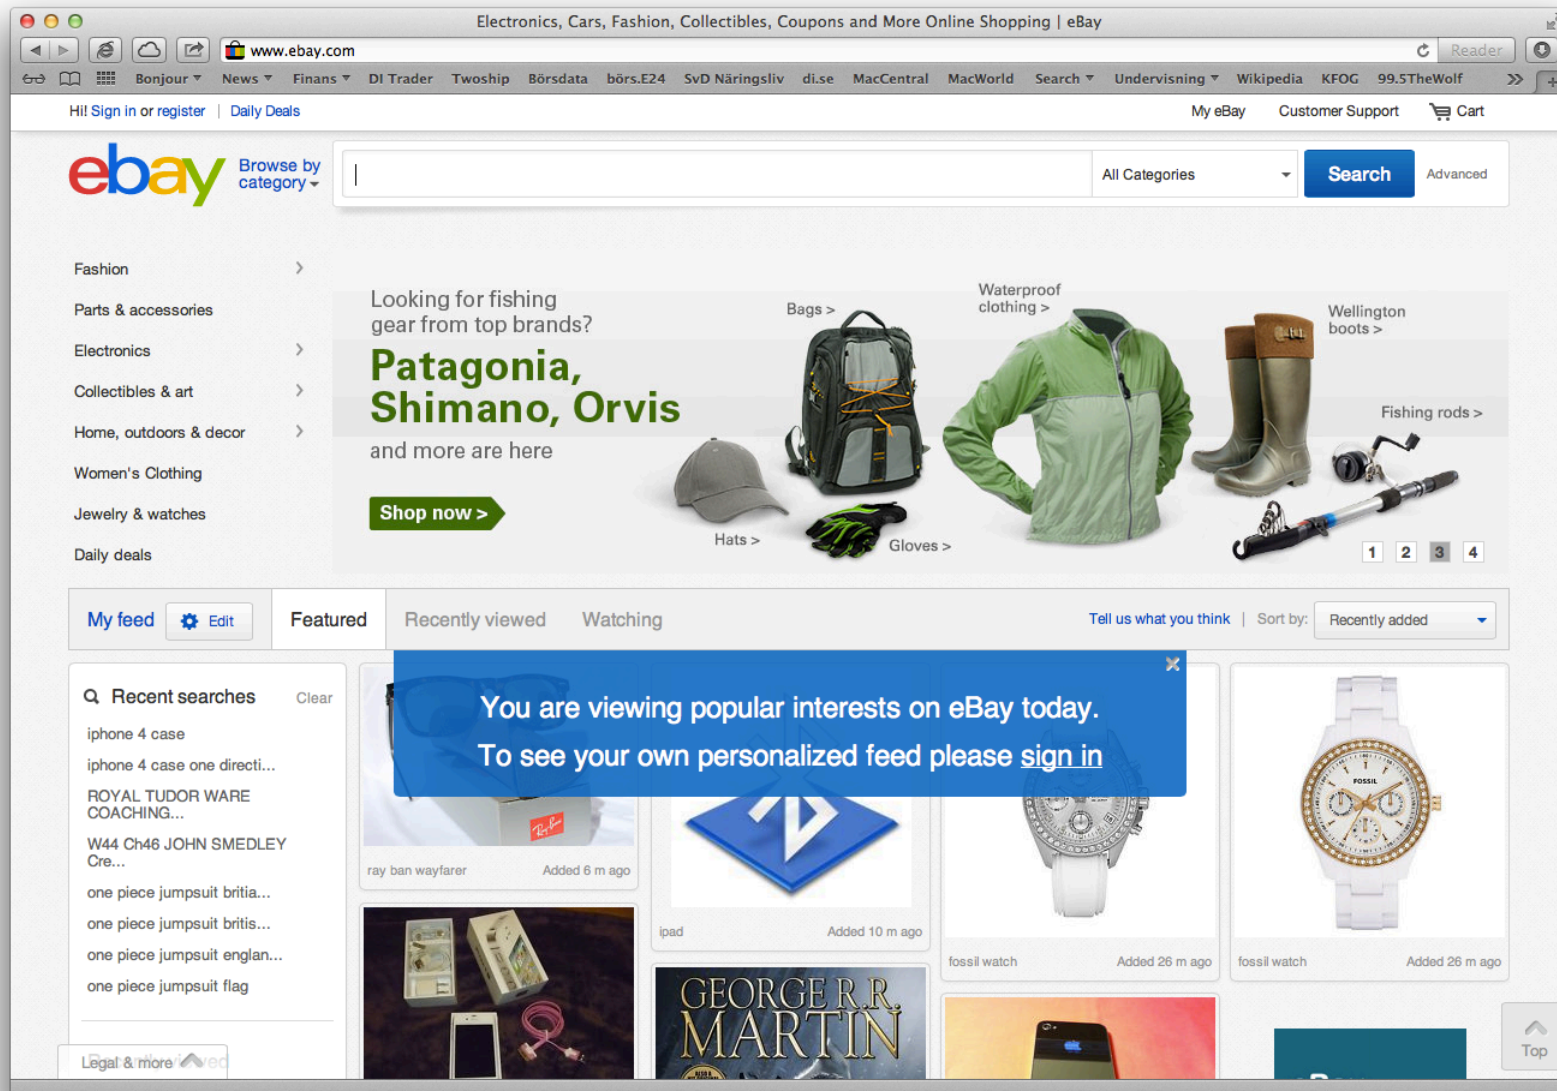 Electronics, Cars, Fashion, Collectibles, Coupons and More Online Shopping | eBay
www.ebay.com
Reader
Bonjour News Finans DI Trader Twoship Börsdata börs.E24 SvD Näringsliv di.se MacCentral MacWorld Search Undervisning Wikipedia KFOG 99.5TheWolf
Hi! Sign in or register | Daily Deals
My eBay Customer Support Cart
ebay
Browse by
category
All Categories
Search
Advanced
Fashion
Parts & accessories
Electronics
Collectibles & art
Home, outdoors & decor
Women's Clothing
Jewelry & watches
Daily deals
Looking for fishing
gear from top brands?
Patagonia,
Shimano, Orvis
and more are here
Shop now >
Bags >
Waterproof
clothing >
Wellington
boots >
Fishing rods >
Hats >
Gloves >
1 2 3 4
My feed
Edit
Featured
Recently viewed
Watching
Tell us what you think | Sort by:
Recently added
Recent searches
Clear
iphone 4 case
iphone 4 case one directi...
ROYAL TUDOR WARE
COACHING...
W44 Ch46 JOHN SMEDLEY
Cre...
one piece jumpsuit britia...
one piece jumpsuit britis...
one piece jumpsuit englan...
one piece jumpsuit flag
Legal & more
You are viewing popular interests on eBay today.
To see your own personalized feed please sign in
Ray-Ban
ray ban wayfarer
Added 6 m ago
ipad
Added 10 m ago
fossil watch
Added 26 m ago
FOSSIL
fossil watch
Added 26 m ago
GEORGE R.R.
MARTIN
Top